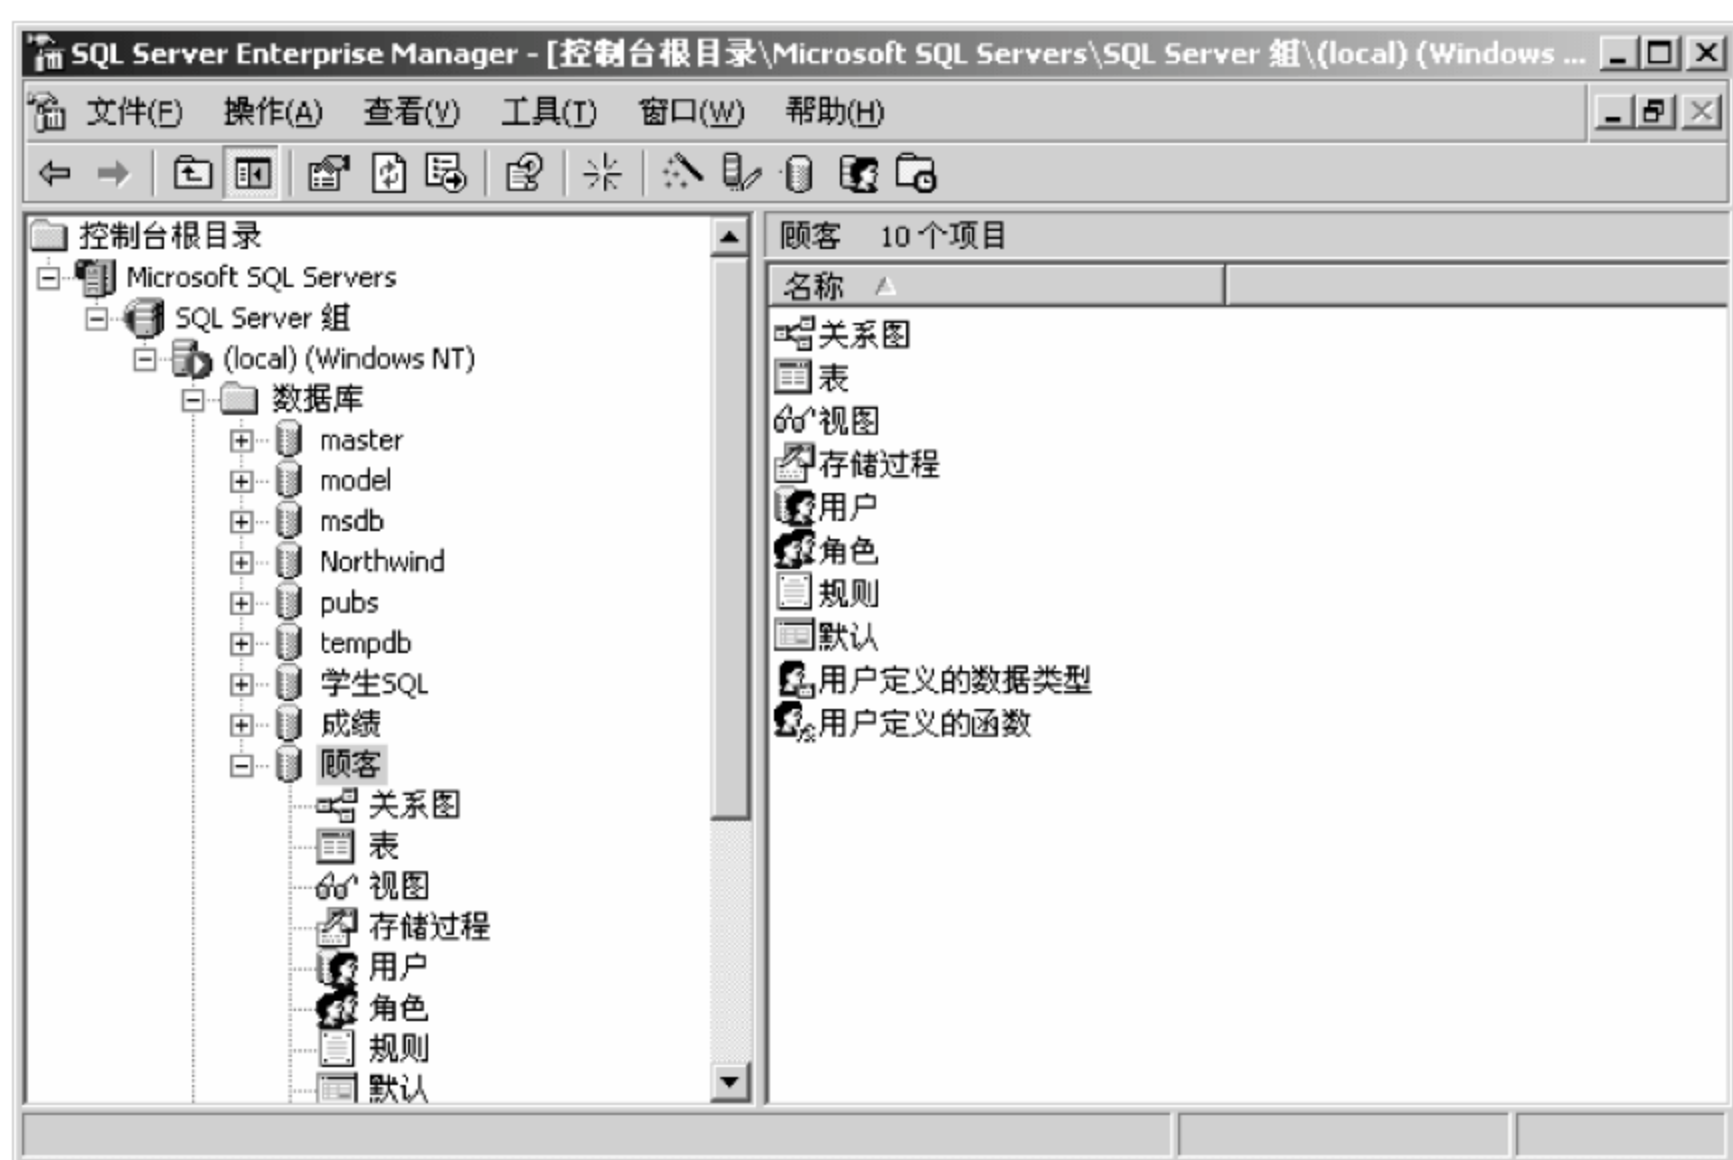 SQL Server Enterprise Manager - [控制台根目录\Microsoft SQL Servers\SQL Server 组\(local) (Windows ...
文件(F) 操作(A) 查看(V) 工具(T) 窗口(W) 帮助(H)
控制台根目录
Microsoft SQL Servers
SQL Server 组
(local) (Windows NT)
数据库
master
model
msdb
Northwind
pubs
tempdb
学生SQL
成绩
顾客
关系图
表
视图
存储过程
用户
角色
规则
默认
顾客 10 个项目
名称
关系图
表
视图
存储过程
用户
角色
规则
默认
用户定义的数据类型
用户定义的函数